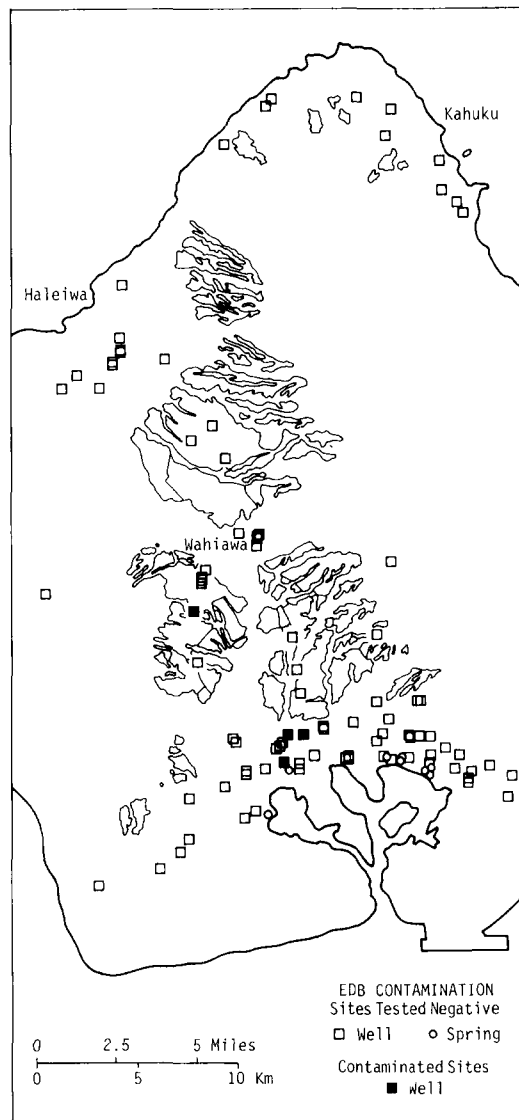 Kahuku
Haleiwa
Wahiawa
EDB CONTAMINATION
Sites Tested Negative
Well Spring
Contaminated Sites
Well
0 2.5 5 Miles
0 5 10 Km